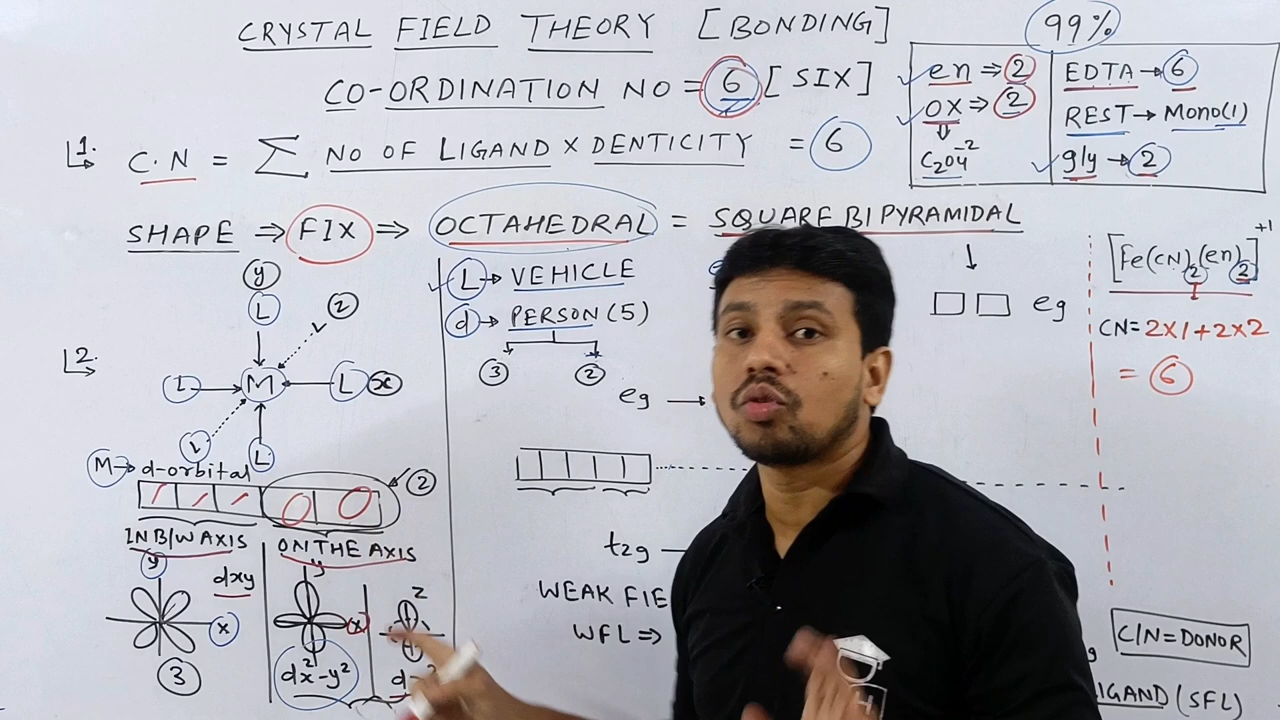 CRYSTAL FIELD THEORY [BONDING]
99%
CO-ORDINATION NO = 6 [SIX]
1. C.N = Σ NO OF LIGAND × DENTICITY = 6
en ⇒ 2
OX ⇒ 2
C2O4-2
EDTA → 6
REST → Mono(1)
gly → 2
SHAPE ⇒ FIX ⇒ OCTAHEDRAL = SQUARE BIPYRAMIDAL
2.
y
L
L
M
L x
L
M → d-orbital
2
IN B/W AXIS
ON THE AXIS
y
dxy
x
3
y
x
dx²-y²
z
L → VEHICLE
d → PERSON (5)
3 2
eg →
t2g
WEAK FIE
WFL ⇒
eg
[Fe(CN)2(en)2]+1
CN = 2×1+2×2
= 6
C/N = DONOR
IGAND (SFL)
H